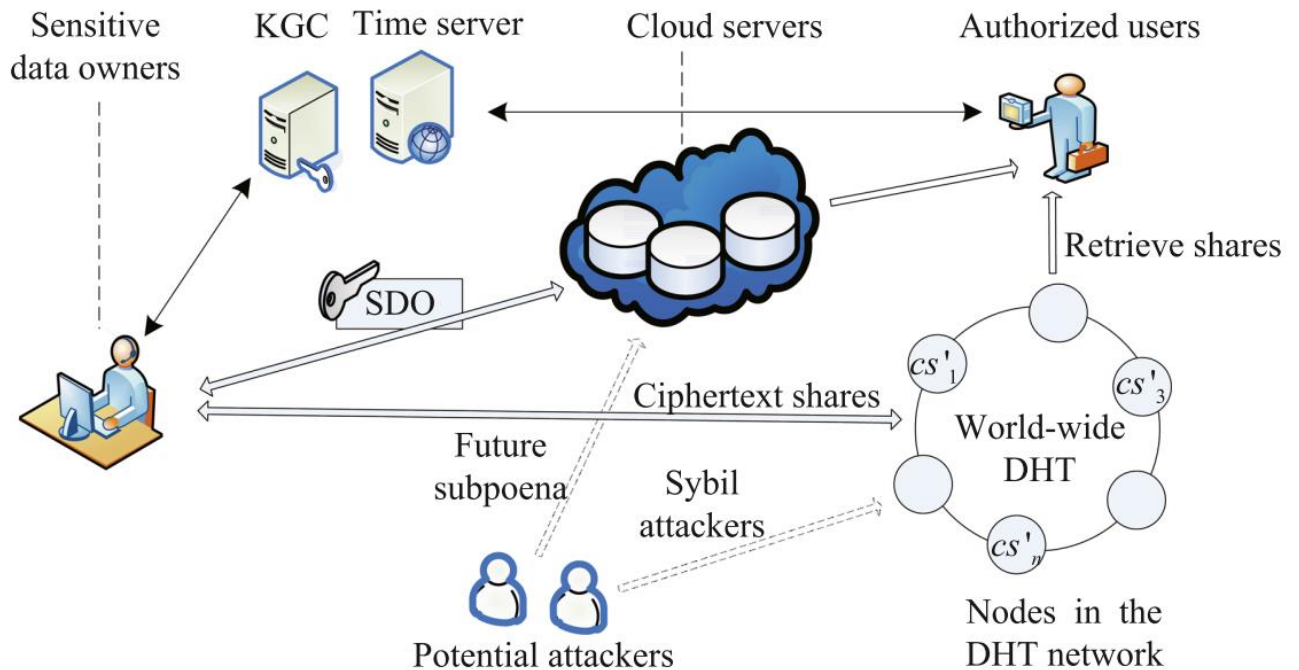 Sensitive
data owners
KGC
Time server
Cloud servers
Authorized users
SDO
Retrieve shares
Ciphertext shares
cs'1
cs'3
World-wide
DHT
cs'n
Future
subpoena
Sybil
attackers
Potential attackers
Nodes in the
DHT network